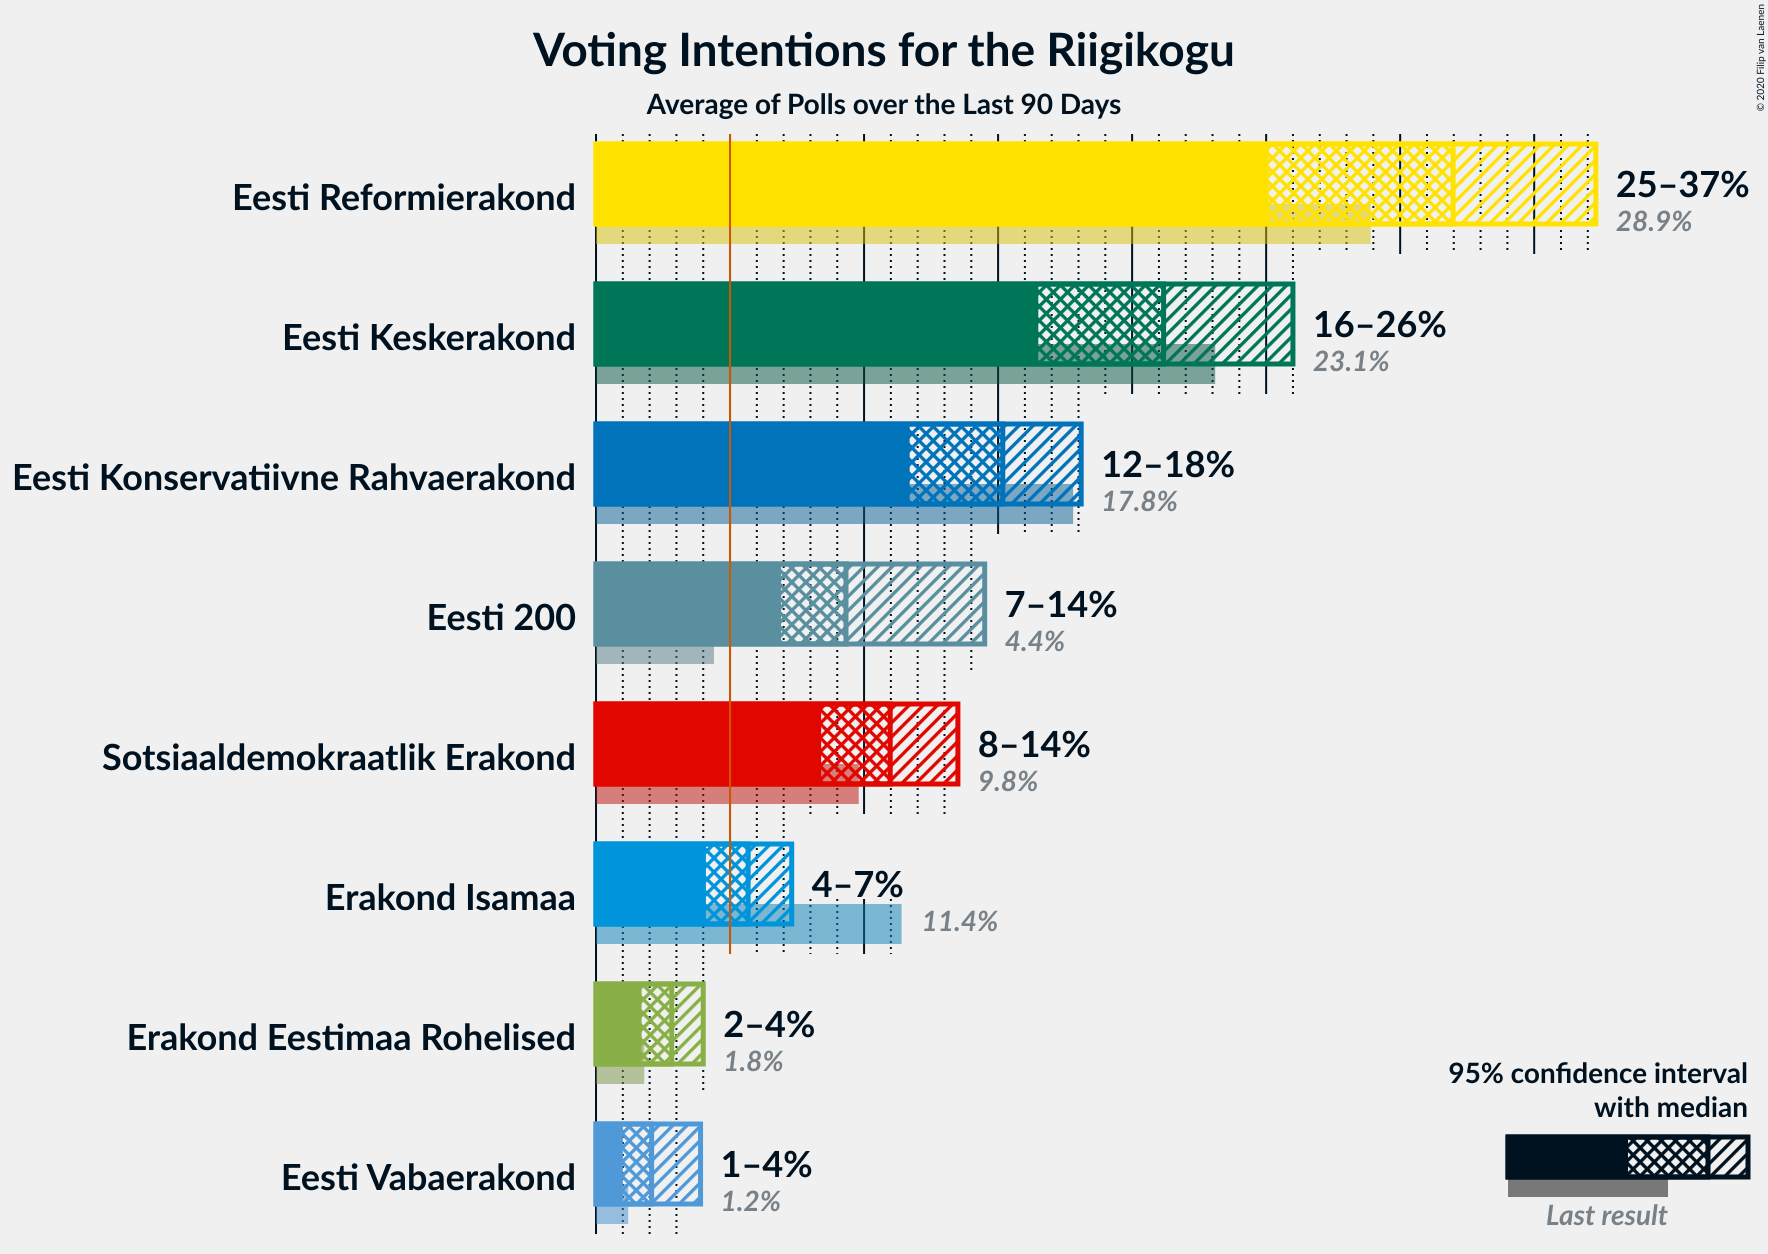 Voting Intentions for the Riigikogu
Average of Polls over the Last 90 Days
© 2020 Filip van Laenen
Eesti Reformierakond
25–37%
28.9%
Eesti Keskerakond
16–26%
23.1%
Eesti Konservatiivne Rahvaerakond
12–18%
17.8%
Eesti 200
7–14%
4.4%
Sotsiaaldemokraatlik Erakond
8–14%
9.8%
Erakond Isamaa
4–7%
11.4%
Erakond Eestimaa Rohelised
2–4%
1.8%
Eesti Vabaerakond
1–4%
1.2%
95% confidence interval
with median
Last result